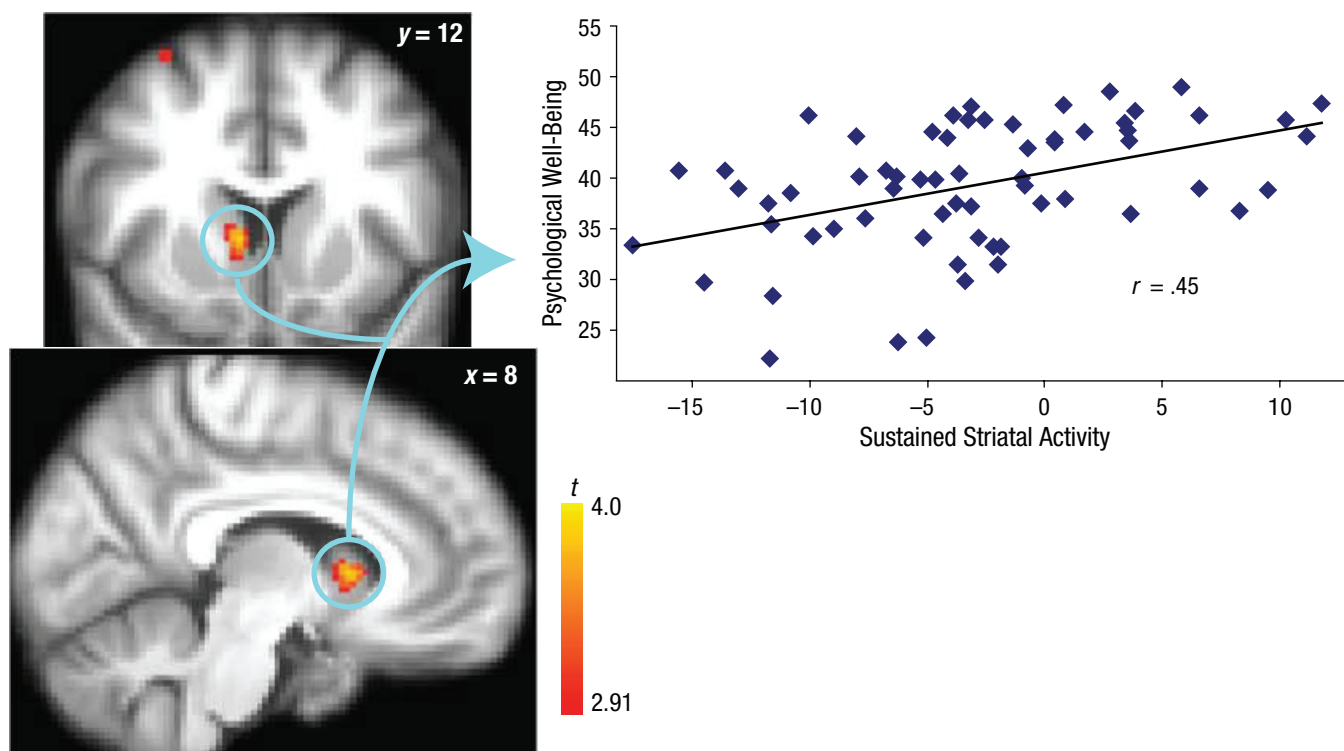 y = 12
x = 8
t
4.0
2.91
Psychological Well-Being
55
50
45
40
35
30
25
r = .45
–15 –10 –5 0 5 10
Sustained Striatal Activity